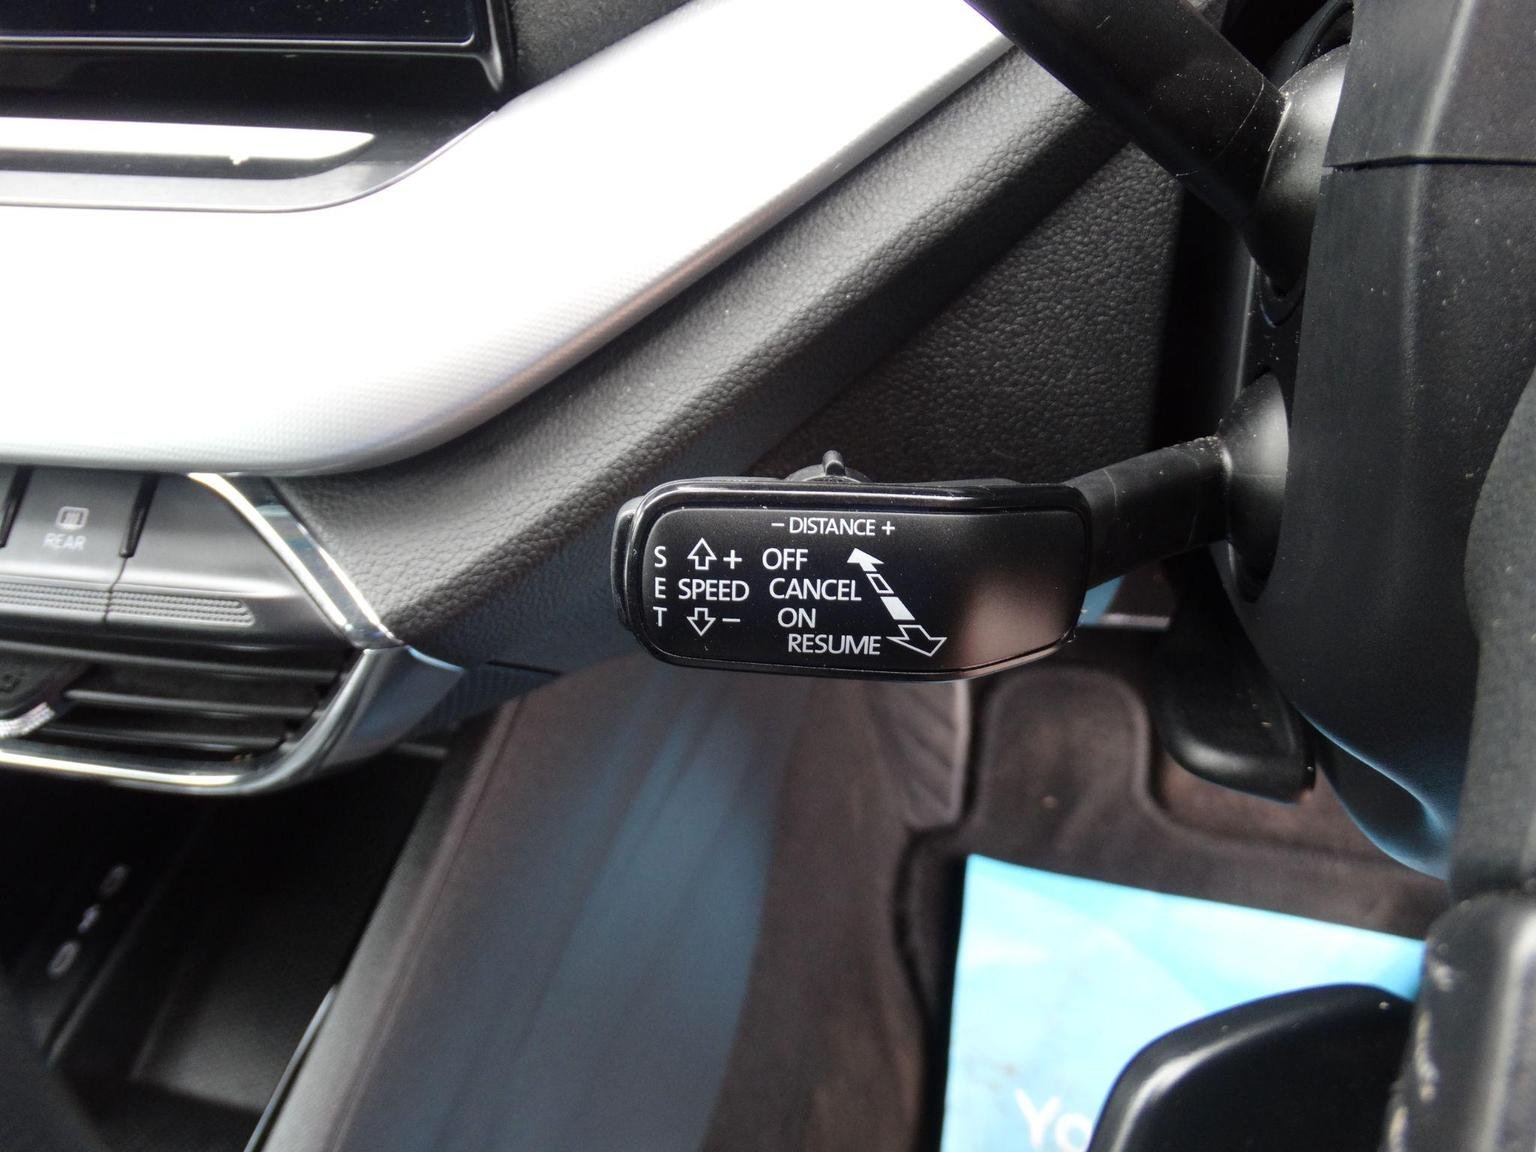 − DISTANCE +
S + OFF
E SPEED CANCEL
T − ON
RESUME
REAR